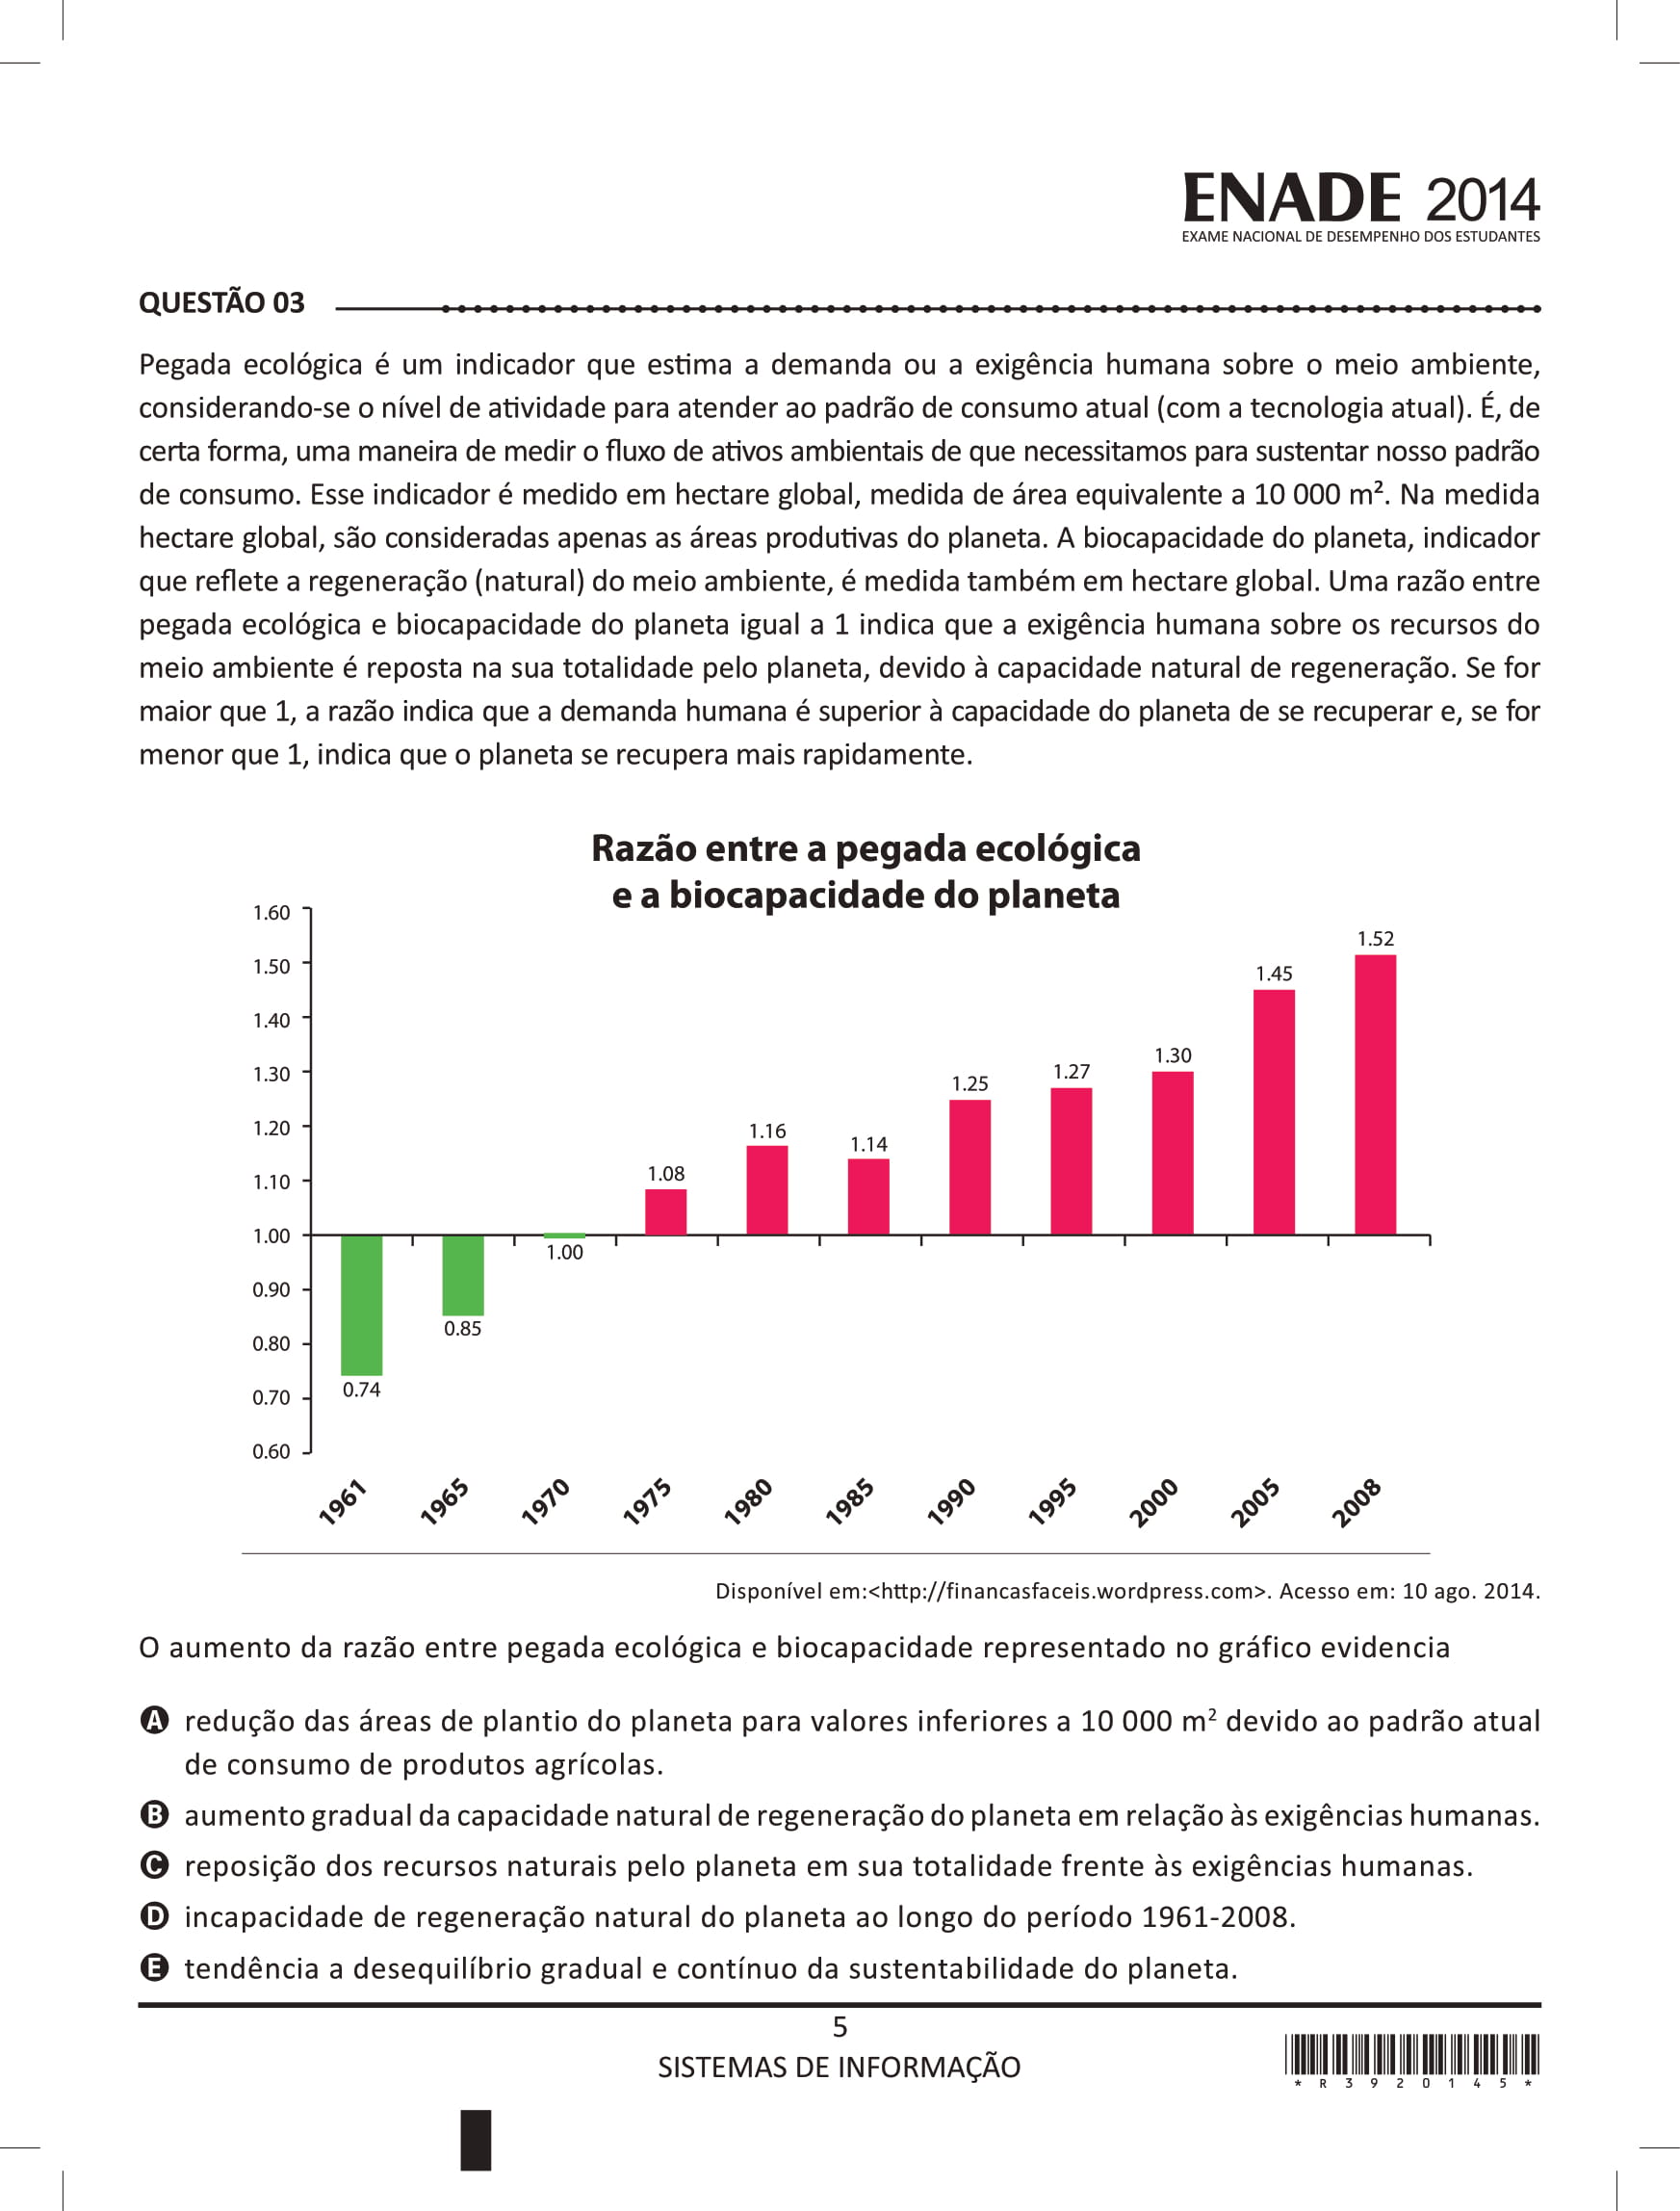 ENADE 2014
EXAME NACIONAL DE DESEMPENHO DOS ESTUDANTES
QUESTÃO 03
Pegada ecológica é um indicador que estima a demanda ou a exigência humana sobre o meio ambiente,
considerando-se o nível de atividade para atender ao padrão de consumo atual (com a tecnologia atual). É, de
certa forma, uma maneira de medir o fluxo de ativos ambientais de que necessitamos para sustentar nosso padrão
de consumo. Esse indicador é medido em hectare global, medida de área equivalente a 10 000 m². Na medida
hectare global, são consideradas apenas as áreas produtivas do planeta. A biocapacidade do planeta, indicador
que reflete a regeneração (natural) do meio ambiente, é medida também em hectare global. Uma razão entre
pegada ecológica e biocapacidade do planeta igual a 1 indica que a exigência humana sobre os recursos do
meio ambiente é reposta na sua totalidade pelo planeta, devido à capacidade natural de regeneração. Se for
maior que 1, a razão indica que a demanda humana é superior à capacidade do planeta de se recuperar e, se for
menor que 1, indica que o planeta se recupera mais rapidamente.
Razão entre a pegada ecológica
e a biocapacidade do planeta
1.60
1.50
1.40
1.30
1.20
1.10
1.00
0.90
0.80
0.70
0.60
0.74
0.85
1.00
1.08
1.16
1.14
1.25
1.27
1.30
1.45
1.52
1961
1965
1970
1975
1980
1985
1990
1995
2000
2005
2008
Disponível em:<http://financasfaceis.wordpress.com>. Acesso em: 10 ago. 2014.
O aumento da razão entre pegada ecológica e biocapacidade representado no gráfico evidencia
A redução das áreas de plantio do planeta para valores inferiores a 10 000 m² devido ao padrão atual
de consumo de produtos agrícolas.
B aumento gradual da capacidade natural de regeneração do planeta em relação às exigências humanas.
C reposição dos recursos naturais pelo planeta em sua totalidade frente às exigências humanas.
D incapacidade de regeneração natural do planeta ao longo do período 1961-2008.
E tendência a desequilíbrio gradual e contínuo da sustentabilidade do planeta.
5
SISTEMAS DE INFORMAÇÃO
* R 3 9 2 0 1 4 5 *